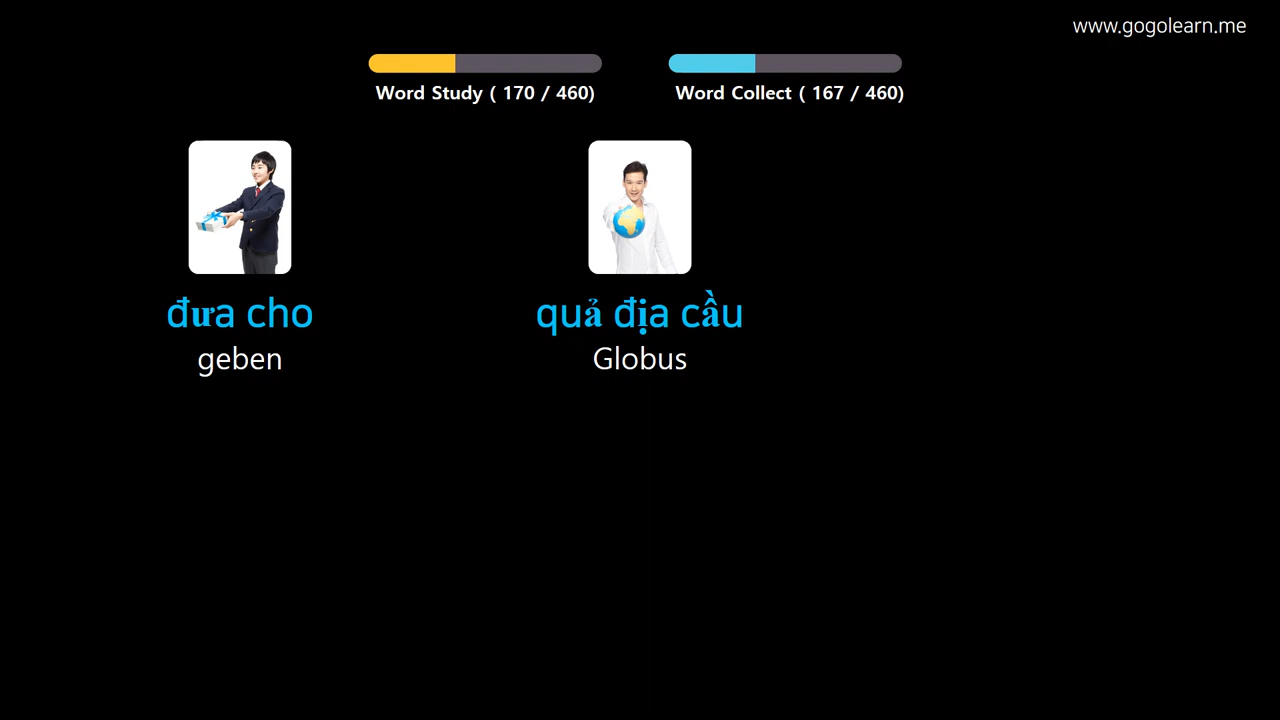 www.gogolearn.me
Word Study ( 170 / 460)
Word Collect ( 167 / 460)
đưa cho
geben
quả địa cầu
Globus